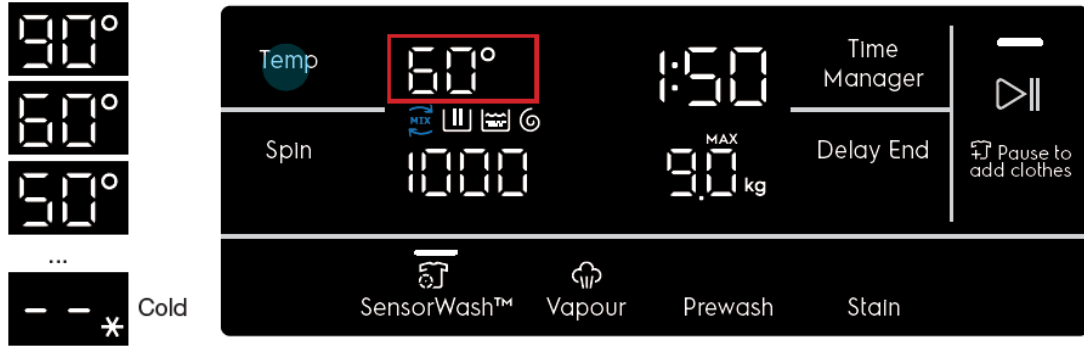 90°
60°
50°
...
-- * Cold
Temp
60°
1:50
Time
Manager
MIX
Spin
1000
MAX
9.0 kg
Delay End
Pause to
add clothes
SensorWash™
Vapour
Prewash
Stain